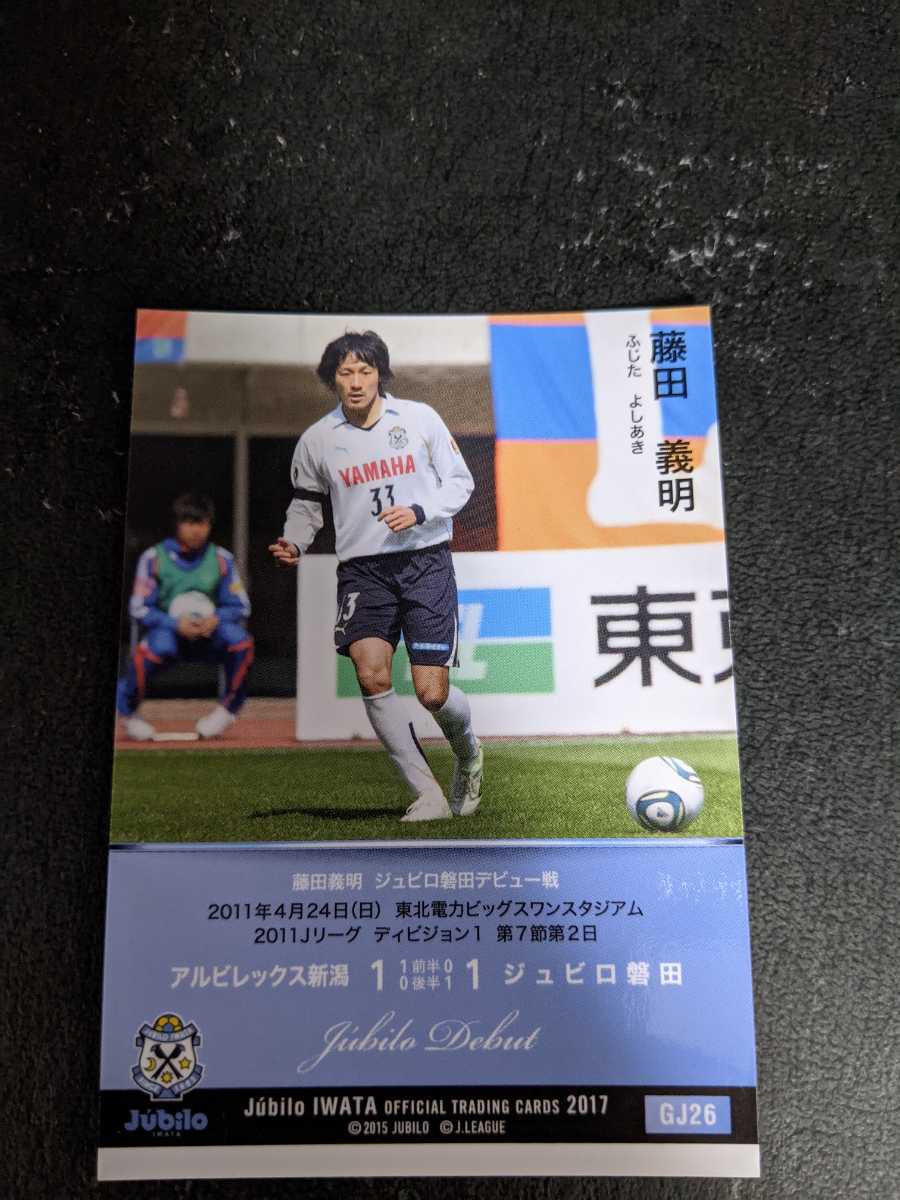 藤田 義明
ふじた よしあき
YAMAHA
33
33
東
藤田義明 ジュビロ磐田デビュー戦
2011年4月24日(日) 東北電力ビッグスワンスタジアム
2011Jリーグ ディビジョン1 第7節第2日
アルビレックス新潟 1 1前半0 1 ジュビロ磐田
0後半1
Júbilo Debut
JUBILO IWATA
Júbilo
IWATA
Júbilo IWATA OFFICIAL TRADING CARDS 2017
©2015 JUBILO ©J.LEAGUE
GJ26